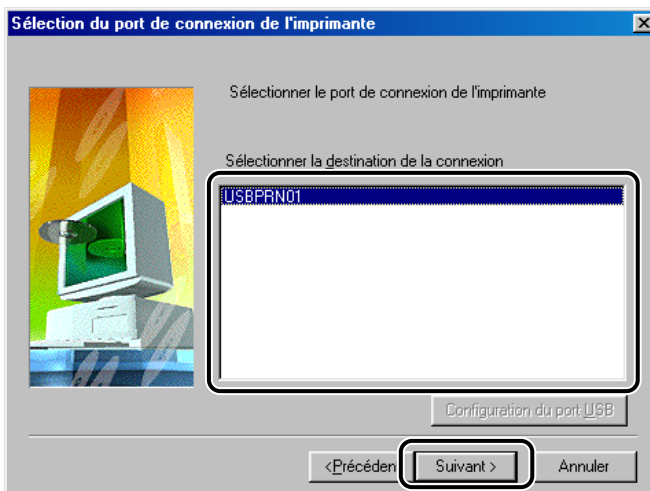 Sélection du port de connexion de l'imprimante
Sélectionner le port de connexion de l'imprimante
Sélectionner la destination de la connexion
USBPRN01
Configuration du port USB
<Précéden Suivant > Annuler